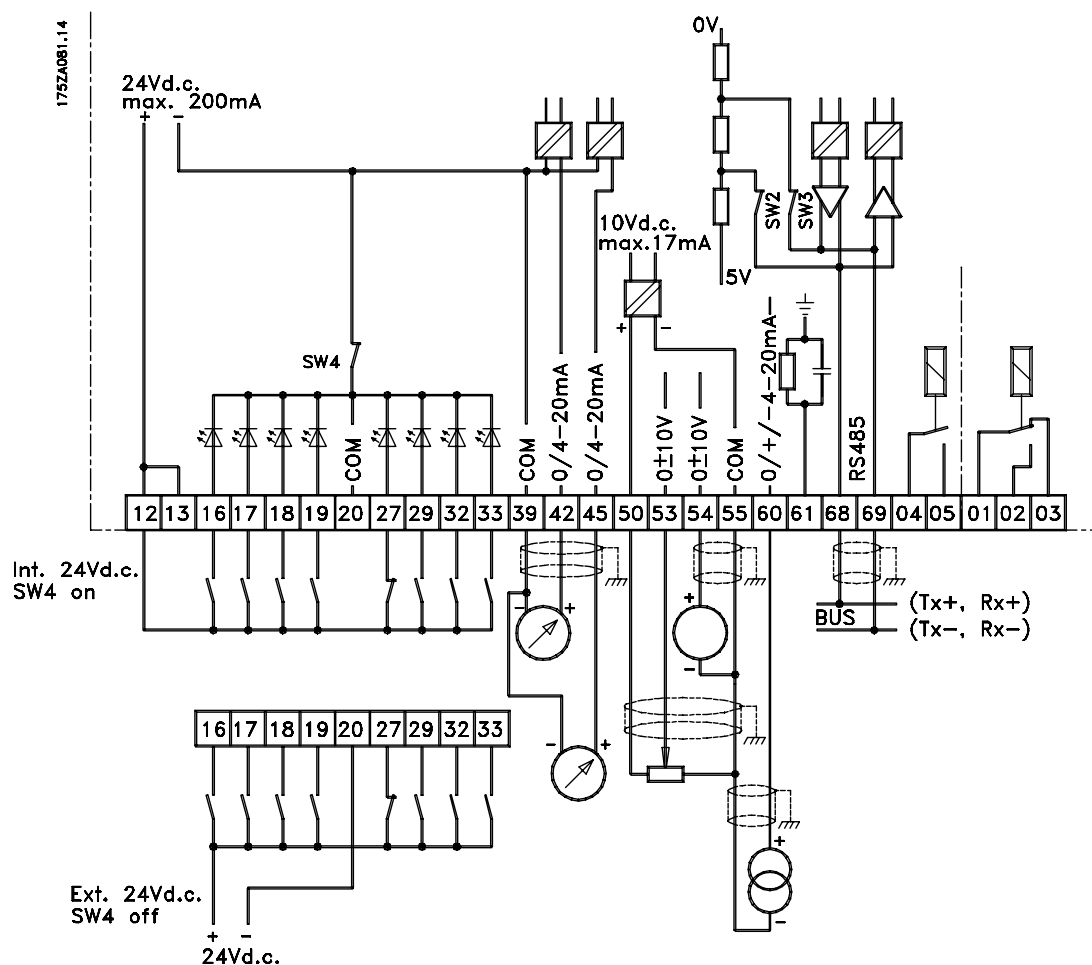 175ZA081.14
24Vd.c.
max. 200mA
+ -
0V
SW2
SW3
5V
10Vd.c.
max.17mA
+ -
SW4
COM
COM
0/4-20mA
0/4-20mA
0±10V
0±10V
COM
0/+/-4-20mA
RS485
12 13 16 17 18 19 20 27 29 32 33 39 42 45 50 53 54 55 60 61 68 69 04 05 01 02 03
Int. 24Vd.c.
SW4 on
- +
+
-
BUS
(Tx+, Rx+)
(Tx-, Rx-)
16 17 18 19 20 27 29 32 33
- +
+
-
Ext. 24Vd.c.
SW4 off
+ -
24Vd.c.